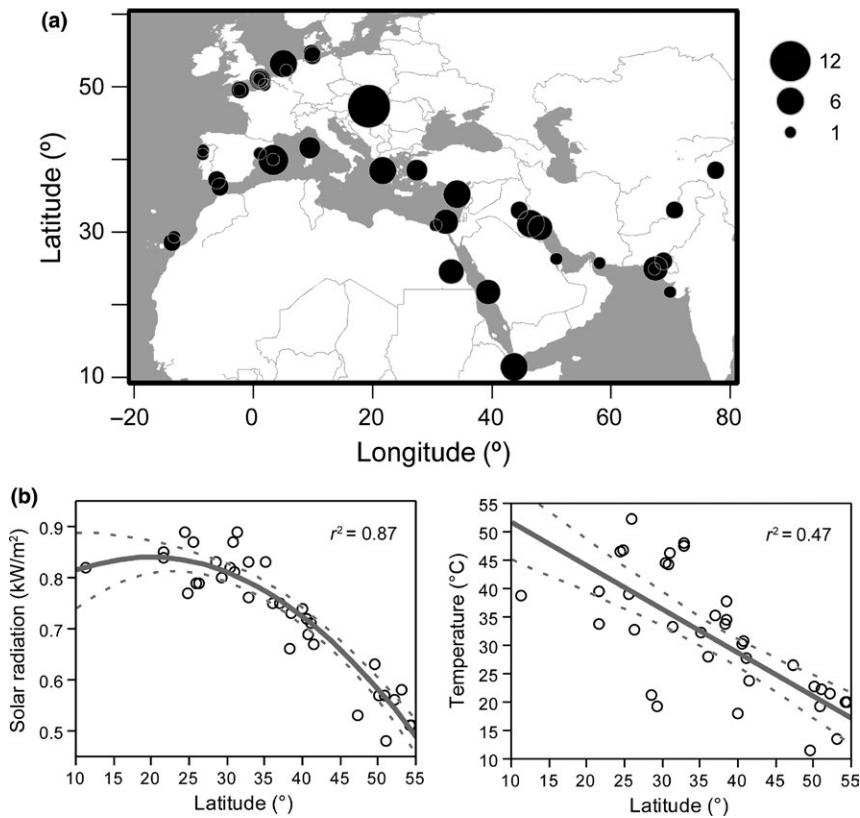 (a)
50
30
10
Latitude (º)
−20 0 20 40 60 80
Longitude (º)
12
6
1
(b)
0.9
0.8
0.7
0.6
0.5
Solar radiation (kW/m²)
r² = 0.87
10 15 20 25 30 35 40 45 50 55
Latitude (°)
55
50
45
40
35
30
25
20
15
10
Temperature (°C)
r² = 0.47
10 15 20 25 30 35 40 45 50 55
Latitude (°)